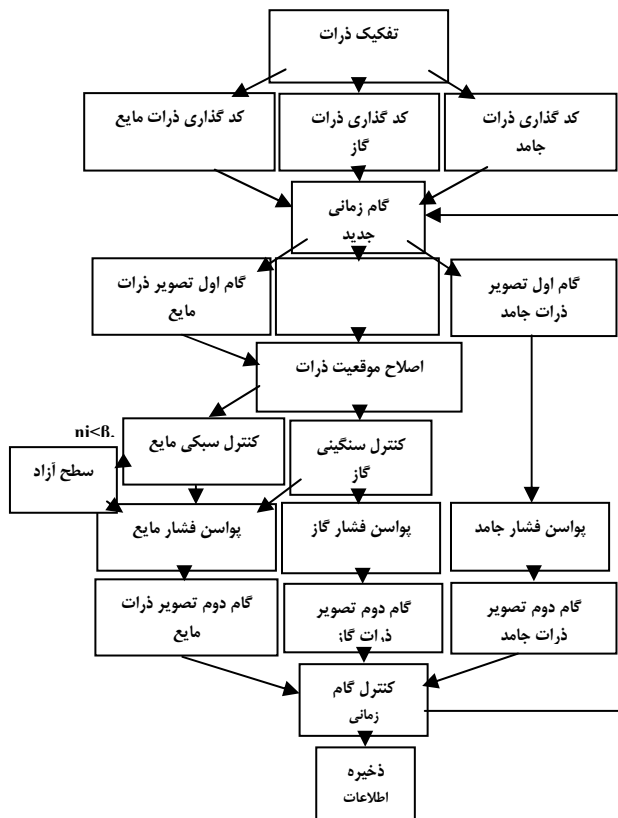 تفکیک ذرات
کد گذاری ذرات
جامد
کد گذاری ذرات
گاز
کد گذاری ذرات مایع
گام زمانی
جدید
گام اول تصویر
ذرات جامد
گام اول تصویر ذرات
مایع
اصلاح موقعیت ذرات
کنترل سنگینی
گاز
کنترل سبکی مایع
ni<β.
سطح آزاد
پواسن فشار جامد
پواسن فشار گاز
پواسن فشار مایع
گام دوم تصویر
ذرات جامد
گام دوم تصویر
ذرات گاز
گام دوم تصویر ذرات
مایع
کنترل گام
زمانی
ذخیره
اطلاعات